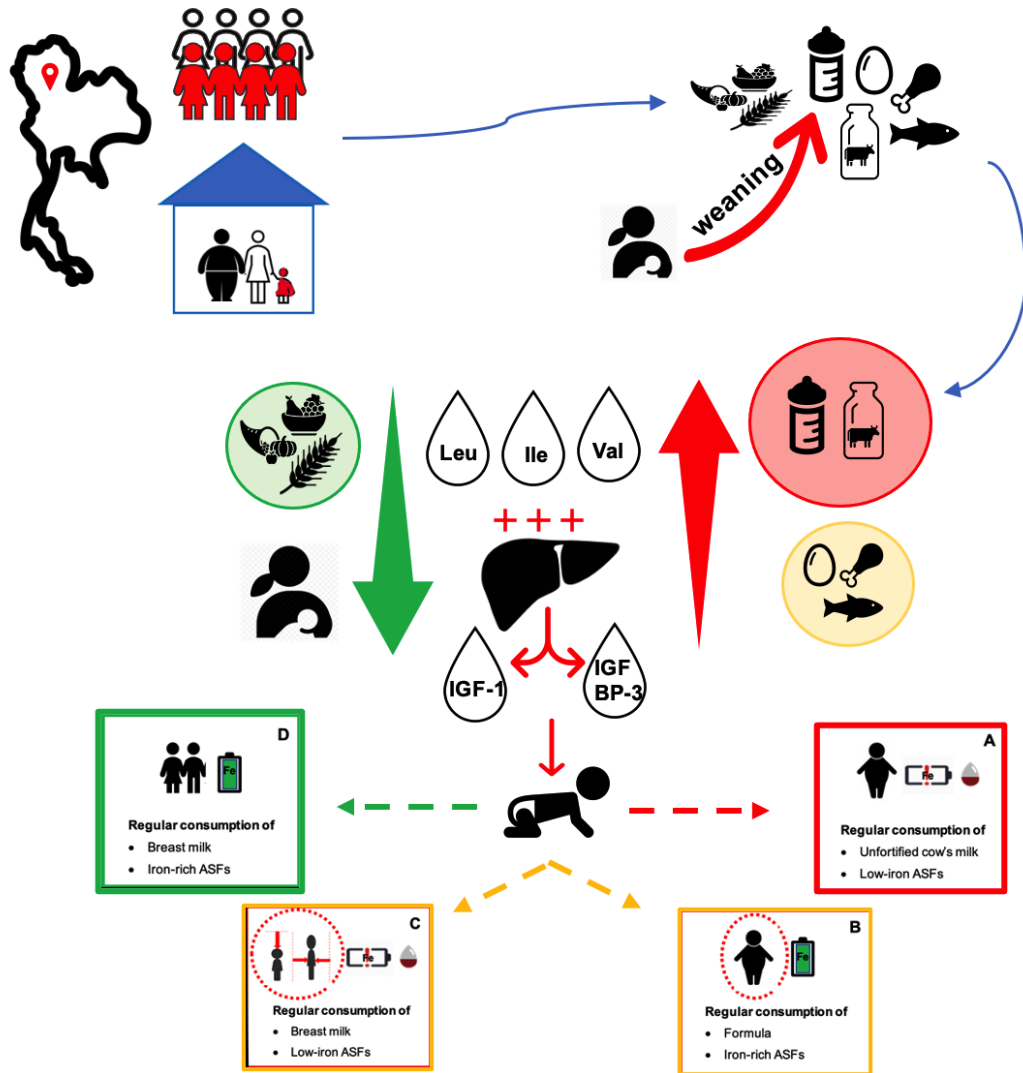 weaning
Leu
Ile
Val
+ + +
IGF-1
IGF
BP-3
D
Fe
Regular consumption of
• Breast milk
• Iron-rich ASFs
A
Fe
Regular consumption of
• Unfortified cow's milk
• Low-iron ASFs
C
Fe
Regular consumption of
• Breast milk
• Low-iron ASFs
B
Fe
Regular consumption of
• Formula
• Iron-rich ASFs